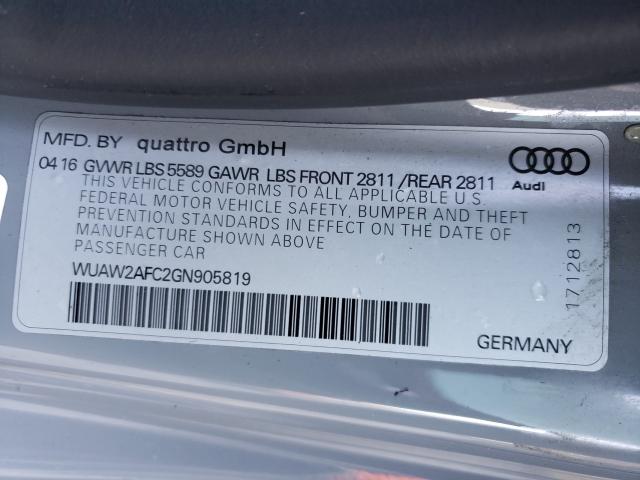 MFD. BY quattro GmbH
04 16 GVWR LBS 5589 GAWR LBS FRONT 2811 /REAR 2811
Audi
THIS VEHICLE CONFORMS TO ALL APPLICABLE U.S.
FEDERAL MOTOR VEHICLE SAFETY, BUMPER AND THEFT
PREVENTION STANDARDS IN EFFECT ON THE DATE OF
MANUFACTURE SHOWN ABOVE
PASSENGER CAR
WUAW2AFC2GN905819
1712813
GERMANY